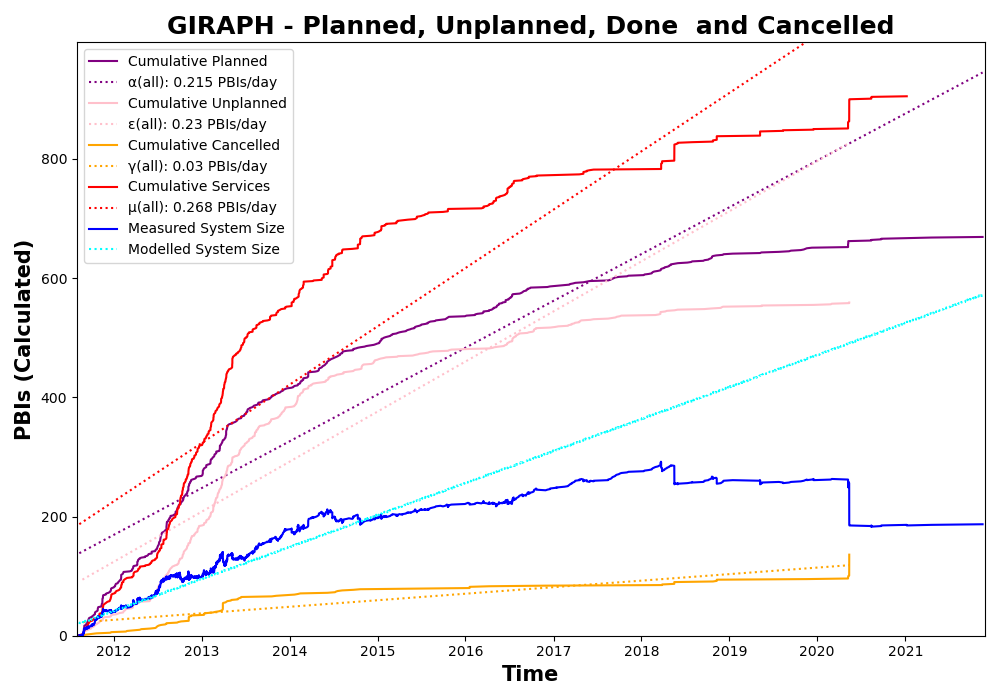 GIRAPH - Planned, Unplanned, Done  and Cancelled
Cumulative Planned
α(all): 0.215 PBIs/day
Cumulative Unplanned
ε(all): 0.23 PBIs/day
Cumulative Cancelled
γ(all): 0.03 PBIs/day
Cumulative Services
μ(all): 0.268 PBIs/day
Measured System Size
Modelled System Size
PBIs (Calculated)
800
600
400
200
0
2012 2013 2014 2015 2016 2017 2018 2019 2020 2021
Time